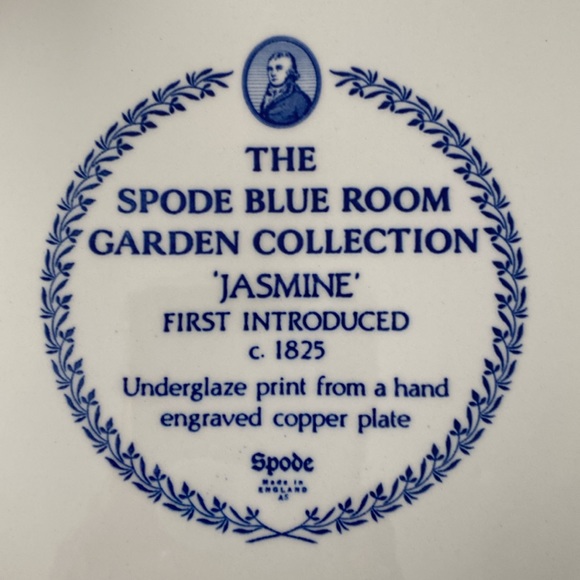 THE
SPODE BLUE ROOM
GARDEN COLLECTION
'JASMINE'
FIRST INTRODUCED
c. 1825
Underglaze print from a hand
engraved copper plate
Spode
Made in
ENGLAND
A5